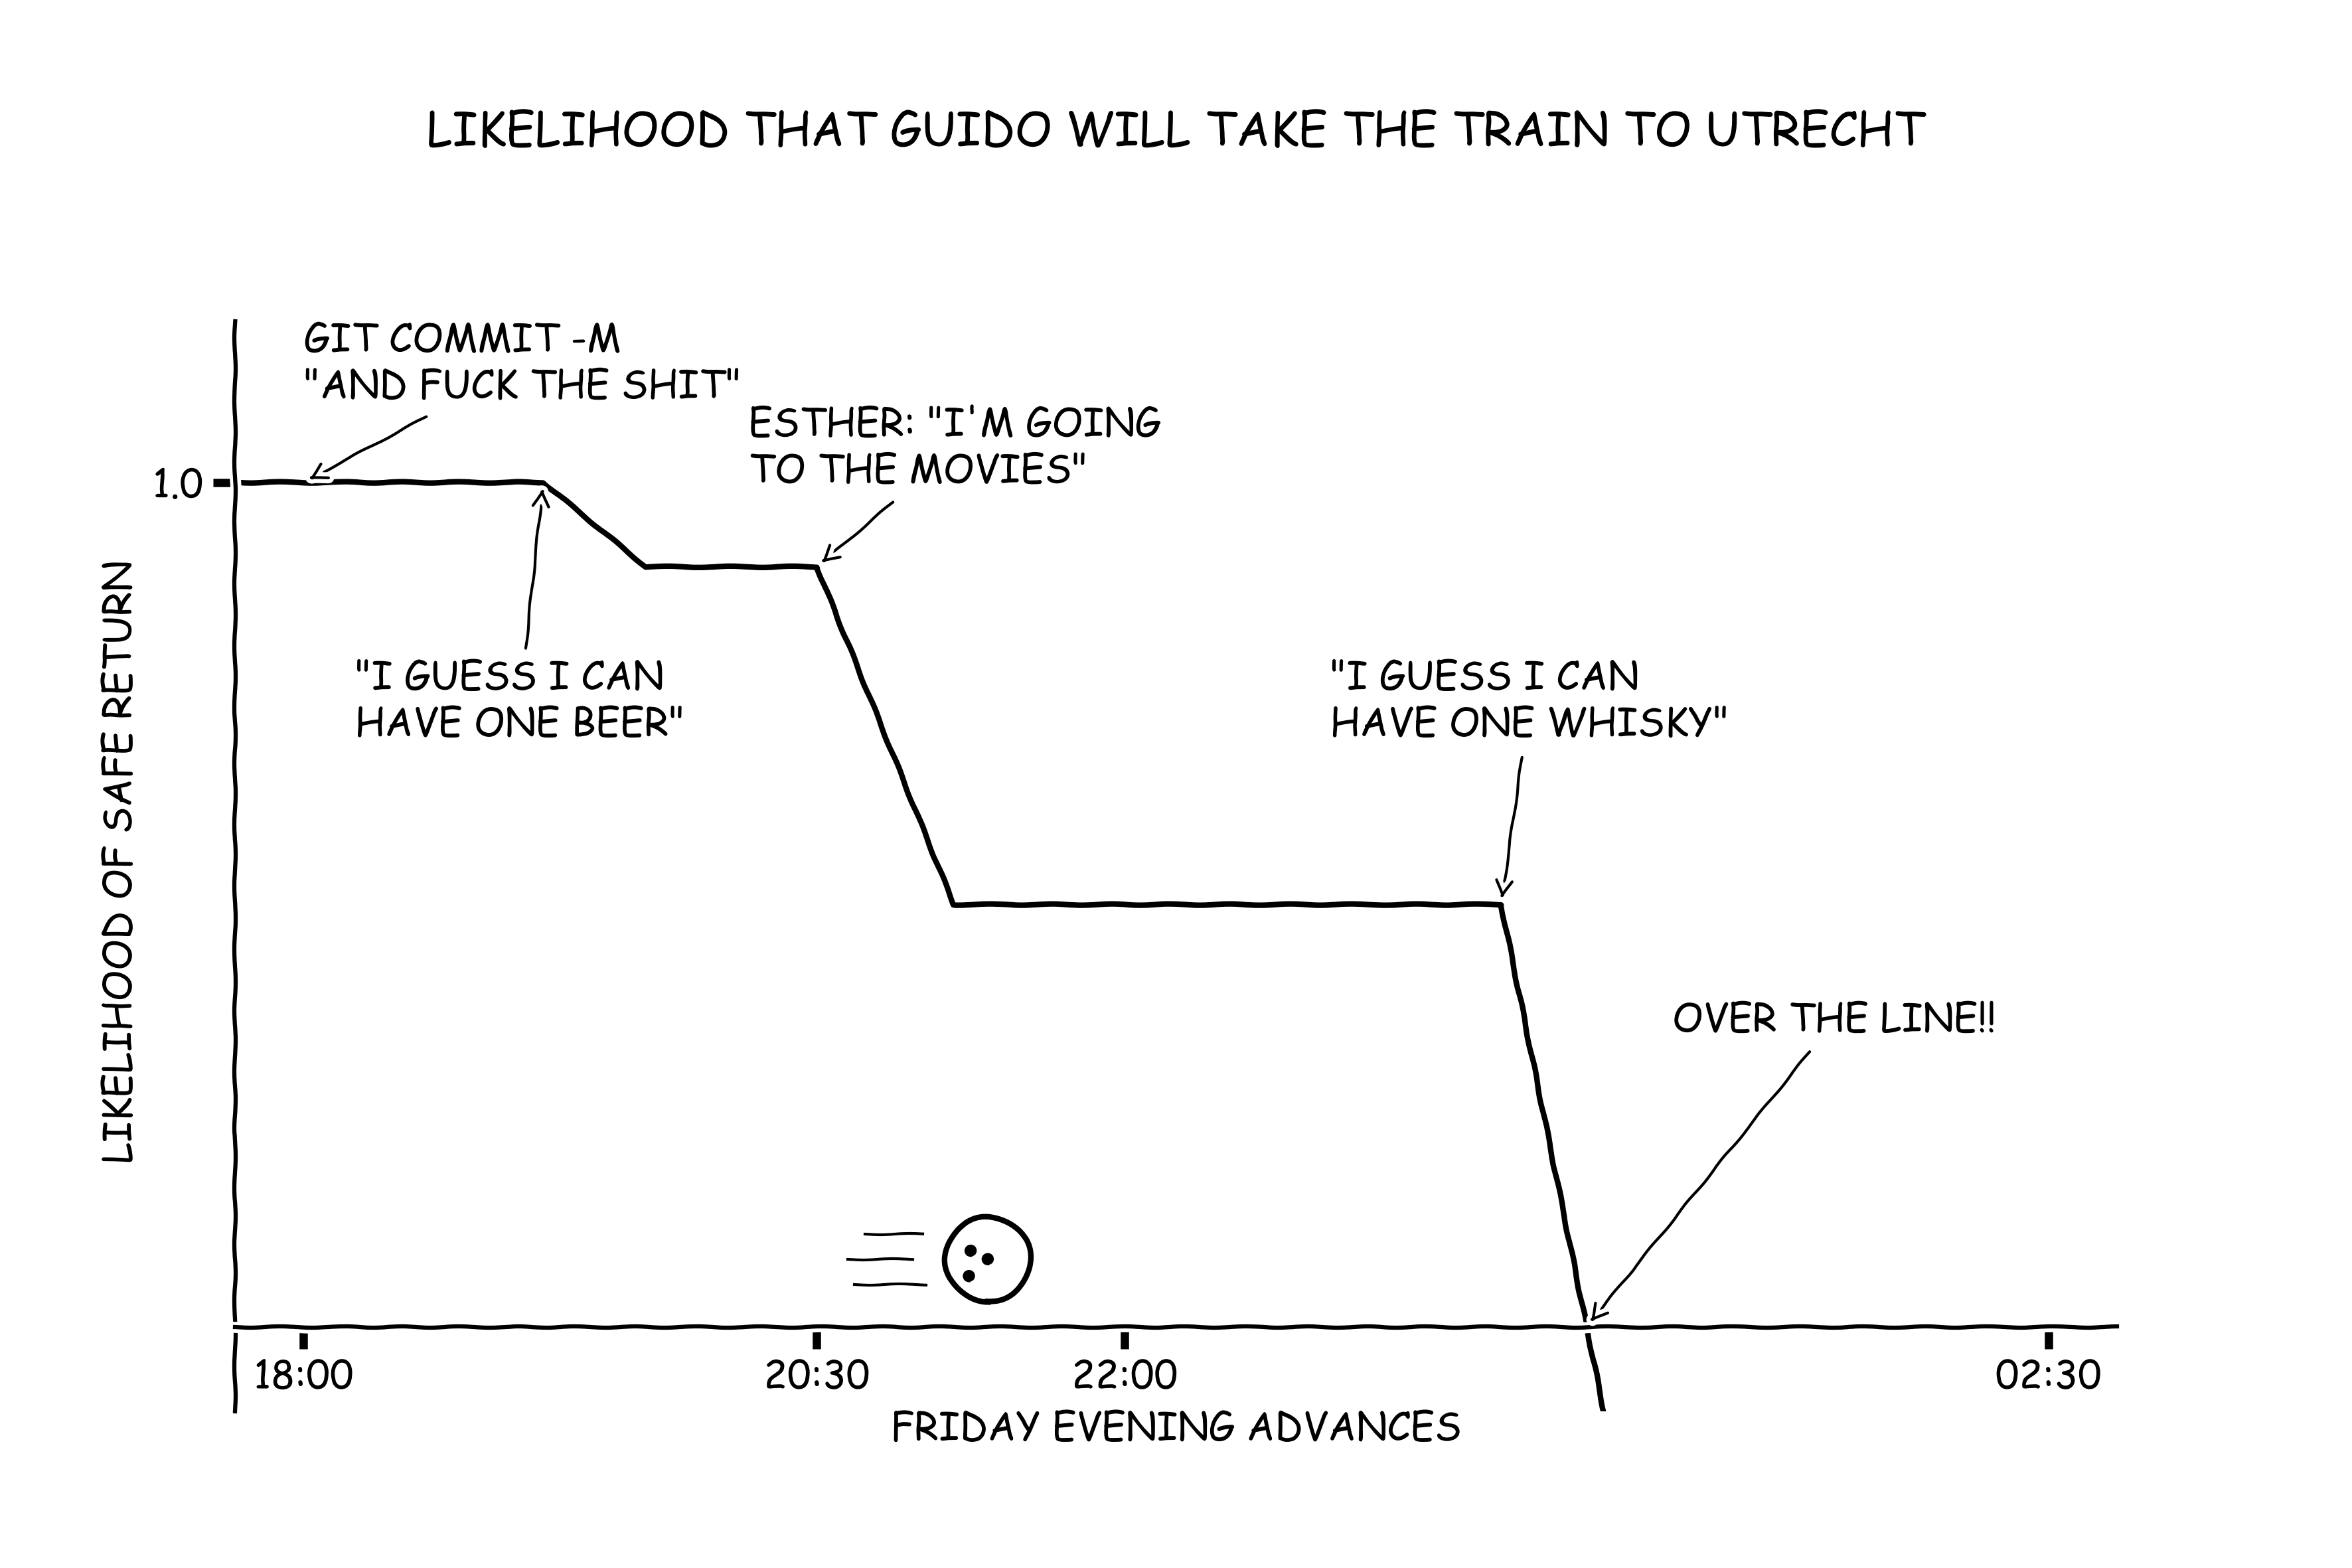 LIKELIHOOD THAT GUIDO WILL TAKE THE TRAIN TO UTRECHT
GIT COMMIT -M
"AND FUCK THE SHIT"
ESTHER: "I'M GOING
TO THE MOVIES"
1.0
"I GUESS I CAN
HAVE ONE BEER"
"I GUESS I CAN
HAVE ONE WHISKY"
LIKELIHOOD OF SAFE RETURN
OVER THE LINE!!
18:00
20:30
22:00
02:30
FRIDAY EVENING ADVANCES